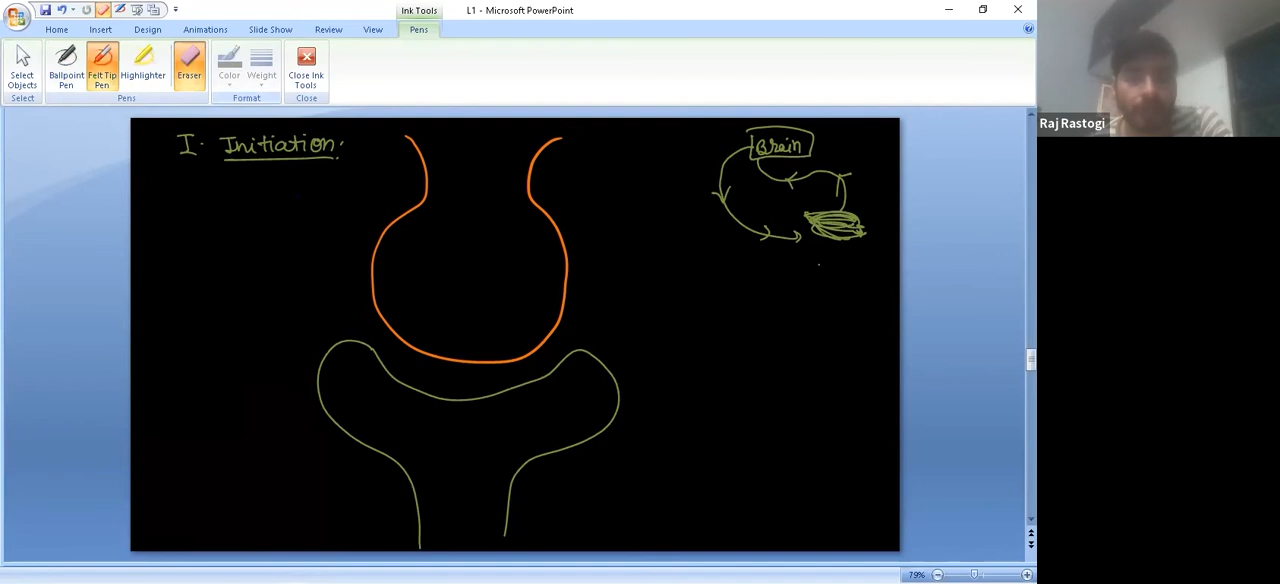 Ink Tools
L1 - Microsoft PowerPoint
Home
Insert
Design
Animations
Slide Show
Review
View
Pens
Select Objects
Ballpoint Pen
Felt Tip Pen
Highlighter
Eraser
Color
Weight
Close Ink Tools
Select
Pens
Format
Close
Raj Rastogi
I. Initiation:
Brain
79%